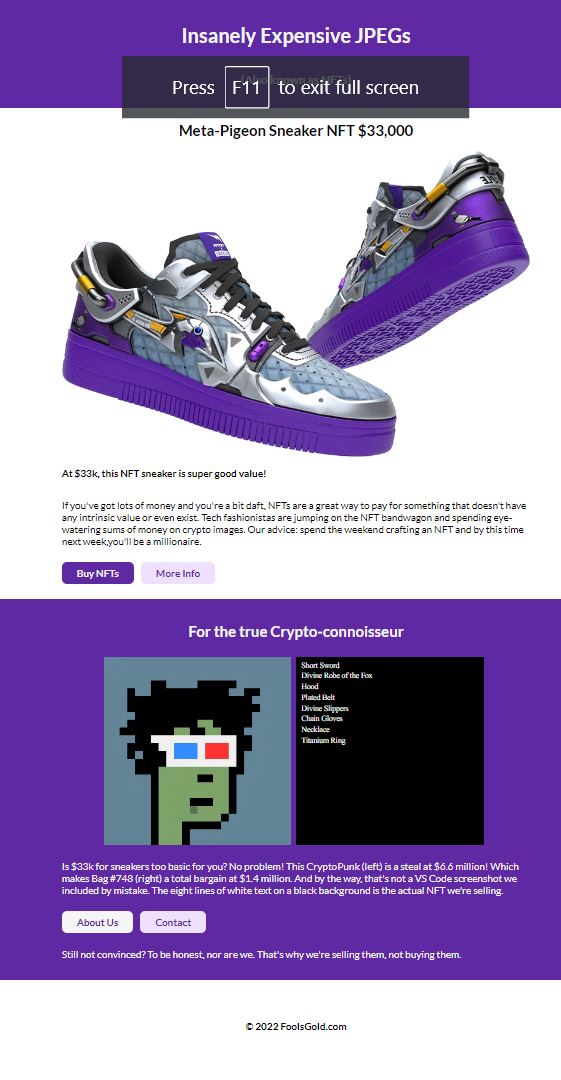 Insanely Expensive JPEGs
(Also known as NFTs)
Press F11 to exit full screen
Meta-Pigeon Sneaker NFT $33,000
At $33k, this NFT sneaker is super good value!
If you've got lots of money and you're a bit daft, NFTs are a great way to pay for something that doesn't have
any intrinsic value or even exist. Tech fashionistas are jumping on the NFT bandwagon and spending eye-
watering sums of money on crypto images. Our advice: spend the weekend crafting an NFT and by this time
next week,you'll be a millionaire.
Buy NFTs
More Info
For the true Crypto-connoisseur
Short Sword
Divine Robe of the Fox
Hood
Plated Belt
Divine Slippers
Chain Gloves
Necklace
Titanium Ring
Is $33k for sneakers too basic for you? No problem! This CryptoPunk (left) is a steal at $6.6 million! Which
makes Bag #748 (right) a total bargain at $1.4 million. And by the way, that's not a VS Code screenshot we
included by mistake. The eight lines of white text on a black background is the actual NFT we're selling.
About Us
Contact
Still not convinced? To be honest, nor are we. That's why we're selling them, not buying them.
© 2022 FoolsGold.com